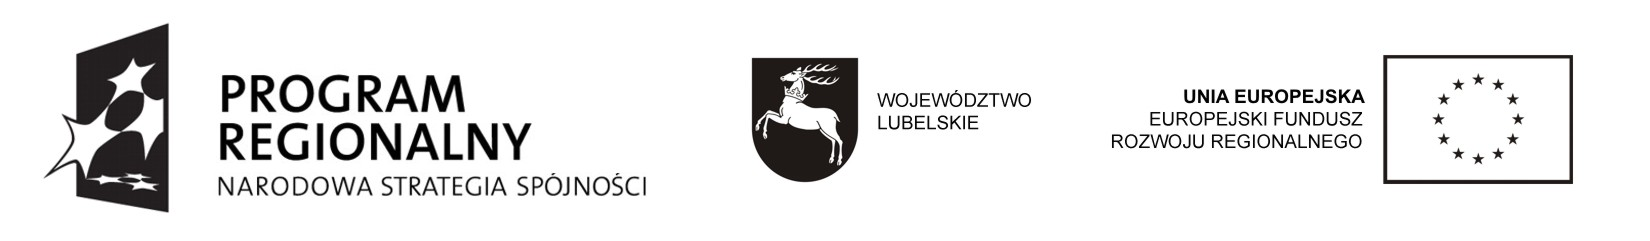 PROGRAM
REGIONALNY
NARODOWA STRATEGIA SPÓJNOŚCI
WOJEWÓDZTWO
LUBELSKIE
UNIA EUROPEJSKA
EUROPEJSKI FUNDUSZ
ROZWOJU REGIONALNEGO